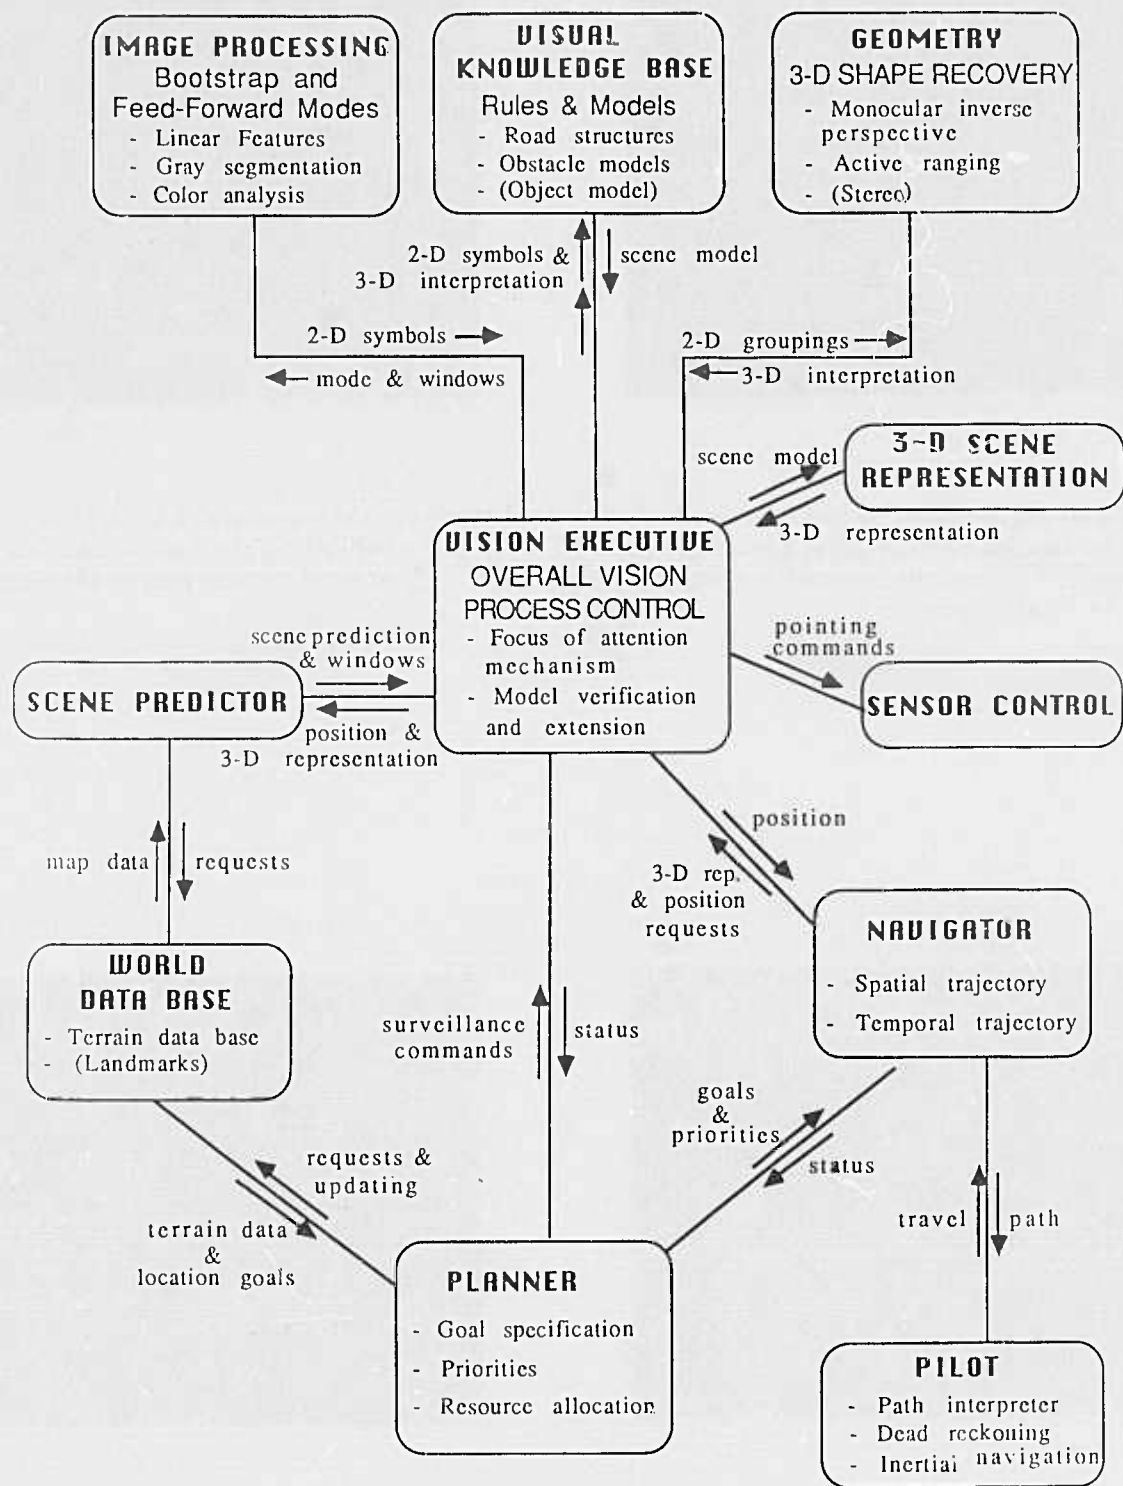 IMAGE PROCESSING
Bootstrap and
Feed-Forward Modes
- Linear Features
- Gray segmentation
- Color analysis
VISUAL
KNOWLEDGE BASE
Rules & Models
- Road structures
- Obstacle models
- (Object model)
GEOMETRY
3-D SHAPE RECOVERY
- Monocular inverse
perspective
- Active ranging
- (Stereo)
2-D symbols &
3-D interpretation
scene model
2-D symbols
mode & windows
2-D groupings
3-D interpretation
scene model
3-D SCENE
REPRESENTATION
3-D representation
VISION EXECUTIVE
OVERALL VISION
PROCESS CONTROL
- Focus of attention
mechanism
- Model verification
and extension
scene prediction
& windows
SCENE PREDICTOR
position &
3-D representation
pointing
commands
SENSOR CONTROL
map data
requests
position
3-D rep.
& position
requests
WORLD
DATA BASE
- Terrain data base
- (Landmarks)
NAVIGATOR
- Spatial trajectory
- Temporal trajectory
surveillance
commands
status
goals
&
priorities
status
requests &
updating
terrain data
&
location goals
travel
path
PLANNER
- Goal specification
- Priorities
- Resource allocation
PILOT
- Path interpreter
- Dead reckoning
- Inertial navigation